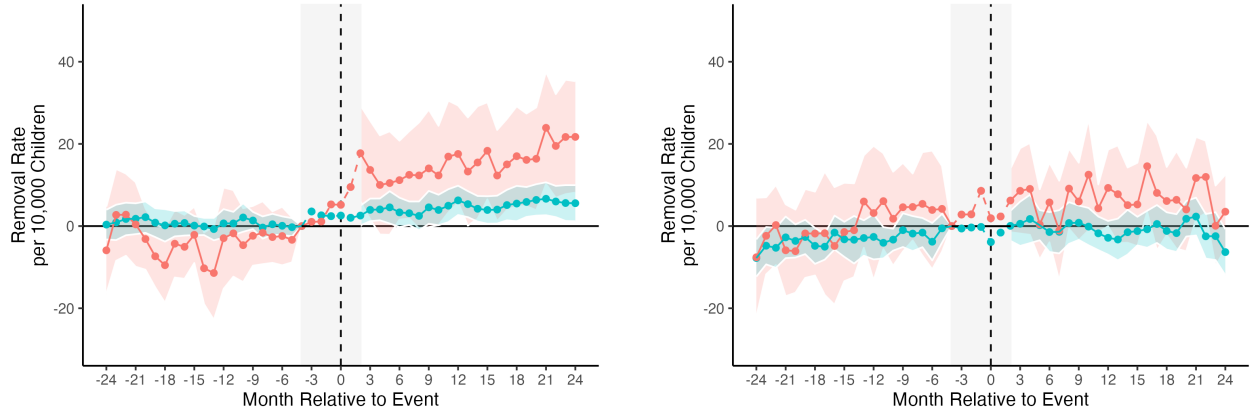 40
20
0
-20
Removal Rate
per 10,000 Children
-24 -21 -18 -15 -12 -9 -6 -3 0 3 6 9 12 15 18 21 24
Month Relative to Event
40
20
0
-20
Removal Rate
per 10,000 Children
-24 -21 -18 -15 -12 -9 -6 -3 0 3 6 9 12 15 18 21 24
Month Relative to Event